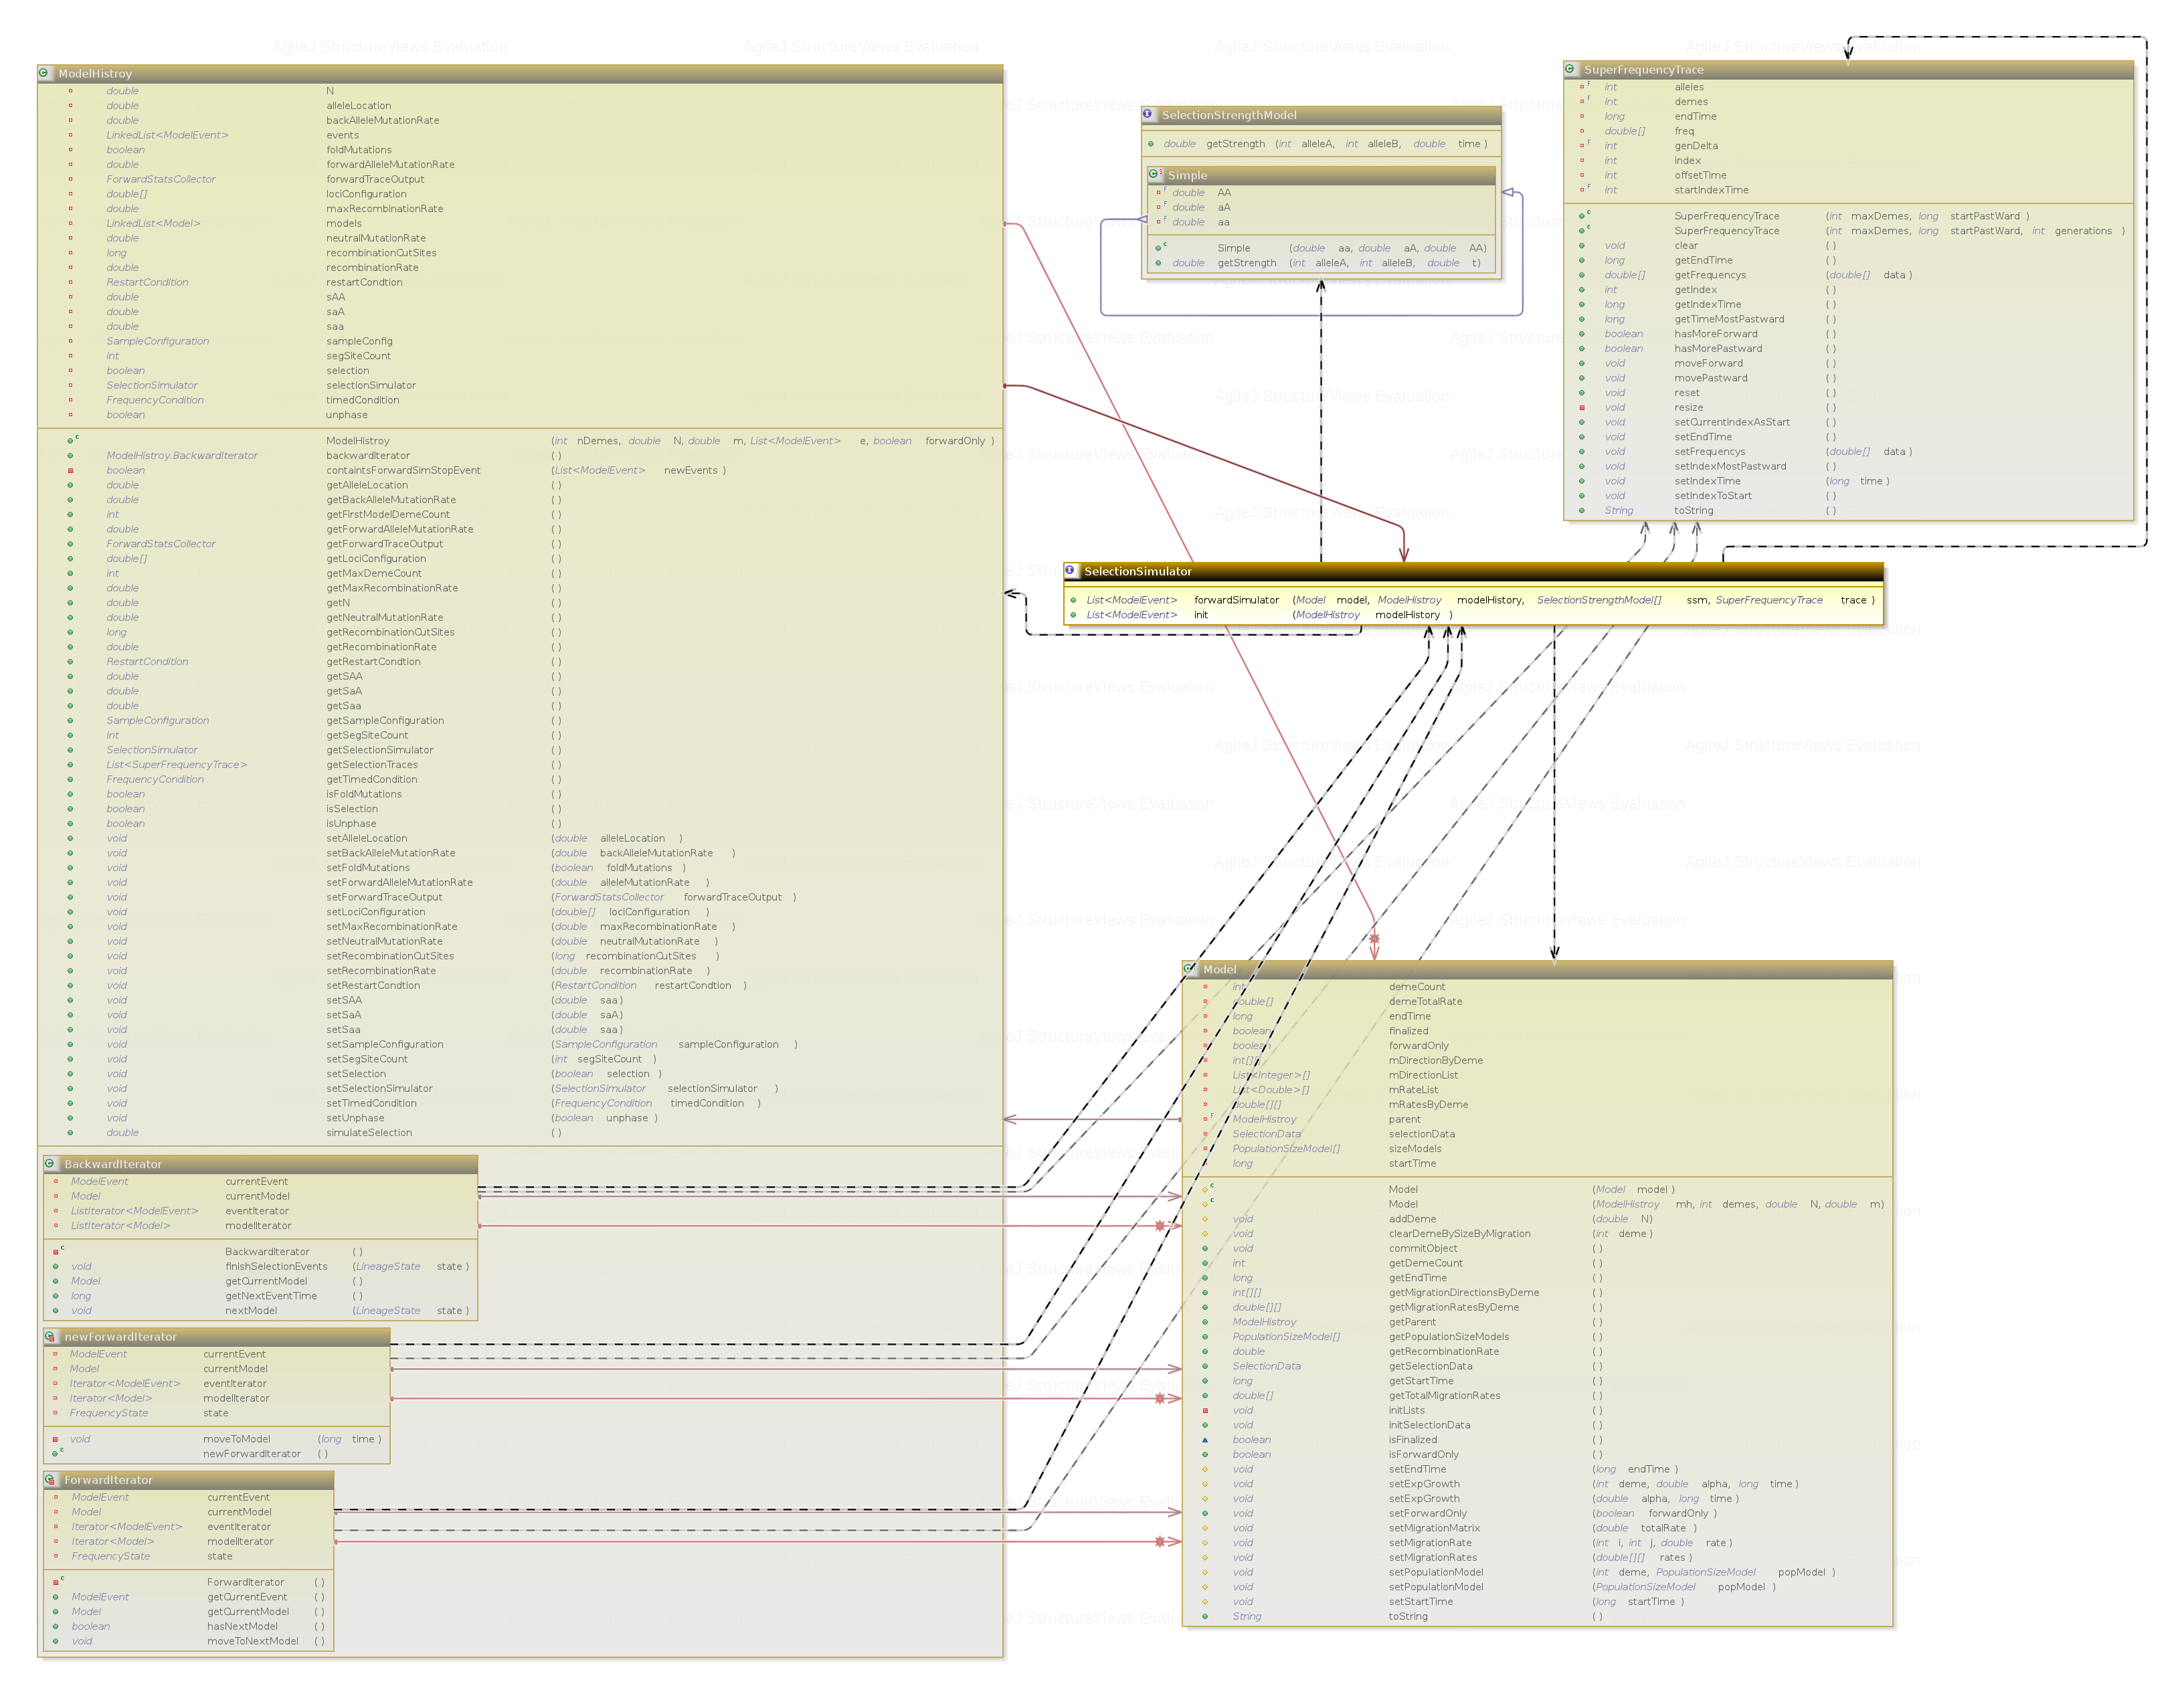 AgileJ StructureViews Evaluation AgileJ StructureViews Evaluation AgileJ StructureViews Evaluation AgileJ StructureViews Evaluation
ModelHistroy
double N
double alleleLocation
double backAlleleMutationRate
LinkedList<ModelEvent> events
boolean foldMutations
double forwardAlleleMutationRate
ForwardStatsCollector forwardTraceOutput
double[] lociConfiguration
double maxRecombinationRate
LinkedList<Model> models
double neutralMutationRate
long recombinationCutSites
double recombinationRate
RestartCondition restartCondtion
double sAA
double saA
double saa
SampleConfiguration sampleConfig
int segSiteCount
boolean selection
SelectionSimulator selectionSimulator
FrequencyCondition timedCondition
boolean unphase
ModelHistroy (int nDemes, double N, double m, List<ModelEvent> e, boolean forwardOnly )
ModelHistroy.BackwardIterator backwardIterator ( )
boolean containtsForwardSimStopEvent (List<ModelEvent> newEvents )
double getAlleleLocation ( )
double getBackAlleleMutationRate ( )
int getFirstModelDemeCount ( )
double getForwardAlleleMutationRate ( )
ForwardStatsCollector getForwardTraceOutput ( )
double[] getLociConfiguration ( )
int getMaxDemeCount ( )
double getMaxRecombinationRate ( )
double getN ( )
double getNeutralMutationRate ( )
long getRecombinationCutSites ( )
double getRecombinationRate ( )
RestartCondition getRestartCondtion ( )
double getSAA ( )
double getSaA ( )
double getSaa ( )
SampleConfiguration getSampleConfiguration ( )
int getSegSiteCount ( )
SelectionSimulator getSelectionSimulator ( )
List<SuperFrequencyTrace> getSelectionTraces ( )
FrequencyCondition getTimedCondition ( )
boolean isFoldMutations ( )
boolean isSelection ( )
boolean isUnphase ( )
void setAlleleLocation (double alleleLocation )
void setBackAlleleMutationRate (double backAlleleMutationRate )
void setFoldMutations (boolean foldMutations )
void setForwardAlleleMutationRate (double alleleMutationRate )
void setForwardTraceOutput (ForwardStatsCollector forwardTraceOutput )
void setLociConfiguration (double[] lociConfiguration )
void setMaxRecombinationRate (double maxRecombinationRate )
void setNeutralMutationRate (double neutralMutationRate )
void setRecombinationCutSites (long recombinationCutSites )
void setRecombinationRate (double recombinationRate )
void setRestartCondtion (RestartCondition restartCondtion )
void setSAA (double saa )
void setSaA (double saA )
void setSaa (double saa )
void setSampleConfiguration (SampleConfiguration sampleConfiguration )
void setSegSiteCount (int segSiteCount )
void setSelection (boolean selection )
void setSelectionSimulator (SelectionSimulator selectionSimulator )
void setTimedCondition (FrequencyCondition timedCondition )
void setUnphase (boolean unphase )
double simulateSelection ( )
BackwardIterator
ModelEvent currentEvent
Model currentModel
ListIterator<ModelEvent> eventIterator
ListIterator<Model> modelIterator
BackwardIterator ( )
void finishSelectionEvents (LineageState state )
Model getCurrentModel ( )
long getNextEventTime ( )
void nextModel (LineageState state )
newForwardIterator
ModelEvent currentEvent
Model currentModel
Iterator<ModelEvent> eventIterator
Iterator<Model> modelIterator
FrequencyState state
void moveToModel (long time )
newForwardIterator ( )
ForwardIterator
ModelEvent currentEvent
Model currentModel
Iterator<ModelEvent> eventIterator
Iterator<Model> modelIterator
FrequencyState state
ForwardIterator ( )
ModelEvent getCurrentEvent ( )
Model getCurrentModel ( )
boolean hasNextModel ( )
void moveToNextModel ( )
SelectionStrengthModel
double getStrength (int alleleA, int alleleB, double time )
Simple
double AA
double aA
double aa
Simple (double aa, double aA, double AA)
double getStrength (int alleleA, int alleleB, double t)
SuperFrequencyTrace
int alleles
int demes
long endTime
double[] freq
int genDelta
int index
int offsetTime
int startIndexTime
SuperFrequencyTrace (int maxDemes, long startPastWard )
SuperFrequencyTrace (int maxDemes, long startPastWard, int generations )
void clear ( )
long getEndTime ( )
double[] getFrequencys (double[] data )
int getIndex ( )
long getIndexTime ( )
long getTimeMostPastward ( )
boolean hasMoreForward ( )
boolean hasMorePastward ( )
void moveForward ( )
void movePastward ( )
void reset ( )
void resize ( )
void setCurrentIndexAsStart ( )
void setEndTime ( )
void setFrequencys (double[] data )
void setIndexMostPastward ( )
void setIndexTime (long time )
void setIndexToStart ( )
String toString ( )
SelectionSimulator
List<ModelEvent> forwardSimulator (Model model, ModelHistroy modelHistory, SelectionStrengthModel[] ssm, SuperFrequencyTrace trace )
List<ModelEvent> init (ModelHistroy modelHistory )
Model
int demeCount
double[] demeTotalRate
long endTime
boolean finalized
boolean forwardOnly
int[][] mDirectionByDeme
List<Integer>[] mDirectionList
List<Double>[] mRateList
double[][] mRatesByDeme
ModelHistroy parent
SelectionData selectionData
PopulationSizeModel[] sizeModels
long startTime
Model (Model model )
Model (ModelHistroy mh, int demes, double N, double m)
void addDeme (double N)
void clearDemeBySizeByMigration (int deme )
void commitObject ( )
int getDemeCount ( )
long getEndTime ( )
int[][] getMigrationDirectionsByDeme ( )
double[][] getMigrationRatesByDeme ( )
ModelHistroy getParent ( )
PopulationSizeModel[] getPopulationSizeModels ( )
double getRecombinationRate ( )
SelectionData getSelectionData ( )
long getStartTime ( )
double[] getTotalMigrationRates ( )
void initLists ( )
void initSelectionData ( )
boolean isFinalized ( )
boolean isForwardOnly ( )
void setEndTime (long endTime )
void setExpGrowth (int deme, double alpha, long time )
void setExpGrowth (double alpha, long time )
void setForwardOnly (boolean forwardOnly )
void setMigrationMatrix (double totalRate )
void setMigrationRate (int i, int j, double rate )
void setMigrationRates (double[][] rates )
void setPopulationModel (int deme, PopulationSizeModel popModel )
void setPopulationModel (PopulationSizeModel popModel )
void setStartTime (long startTime )
String toString ( )